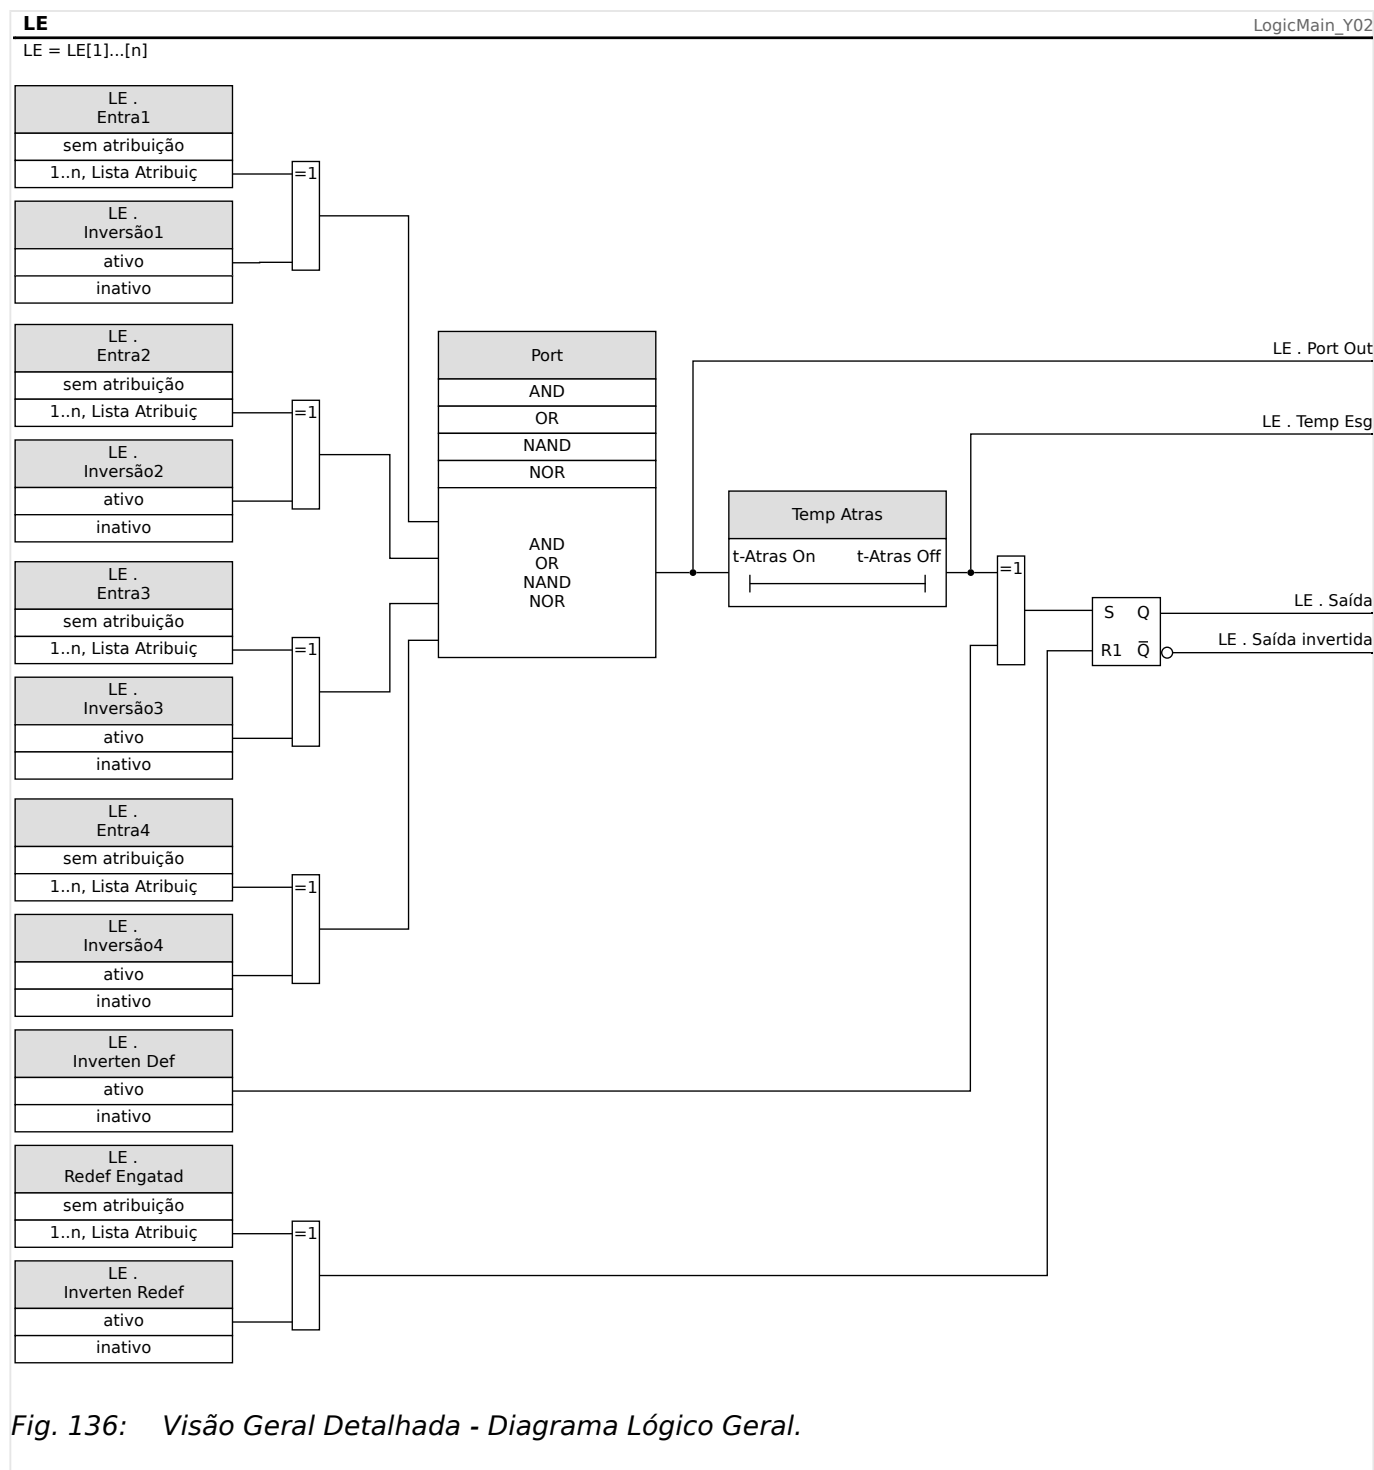 LE
LogicMain_Y02
LE = LE[1]...[n]
LE .
Entra1
sem atribuição
1..n, Lista Atribuiç
=1
LE .
Inversão1
ativo
inativo
LE .
Entra2
sem atribuição
1..n, Lista Atribuiç
=1
LE .
Inversão2
ativo
inativo
LE .
Entra3
sem atribuição
1..n, Lista Atribuiç
=1
LE .
Inversão3
ativo
inativo
LE .
Entra4
sem atribuição
1..n, Lista Atribuiç
=1
LE .
Inversão4
ativo
inativo
LE .
Inverten Def
ativo
inativo
LE .
Redef Engatad
sem atribuição
1..n, Lista Atribuiç
=1
LE .
Inverten Redef
ativo
inativo
Port
AND
OR
NAND
NOR
AND
OR
NAND
NOR
Temp Atras
t-Atras On t-Atras Off
=1
S Q
R1 Q̅
LE . Port Out
LE . Temp Esg
LE . Saída
LE . Saída invertida
Fig. 136: Visão Geral Detalhada - Diagrama Lógico Geral.